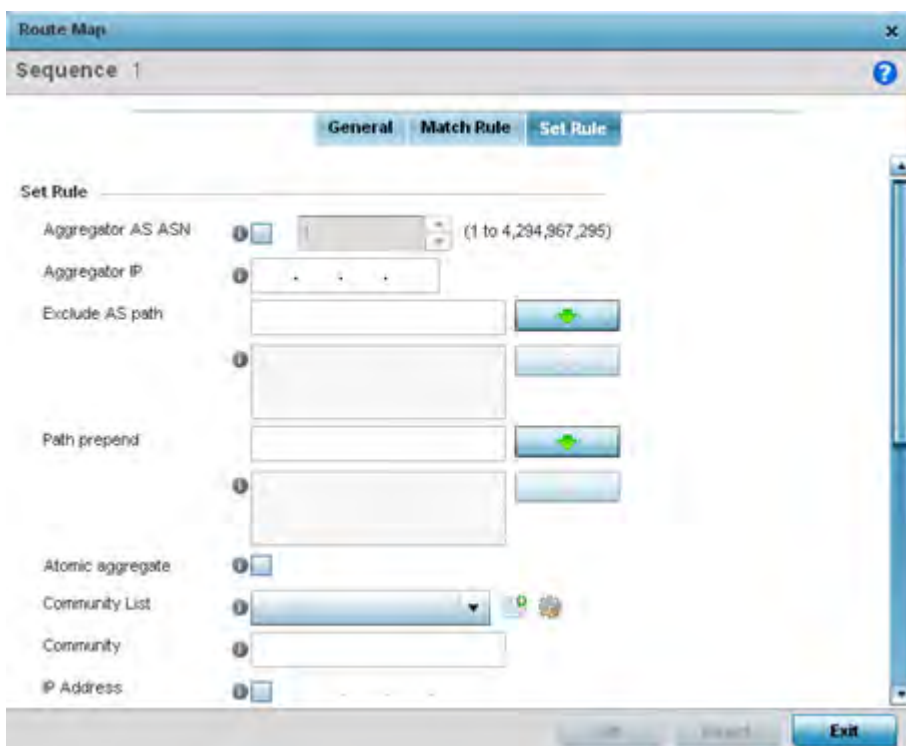 Route Map
Sequence 1
General Match Rule Set Rule
Set Rule
Aggregator AS ASN 1 (1 to 4,294,967,295)
Aggregator IP . . .
Exclude AS path
Path prepend
Atomic aggregate
Community List
Community
IP Address . . .
Exit